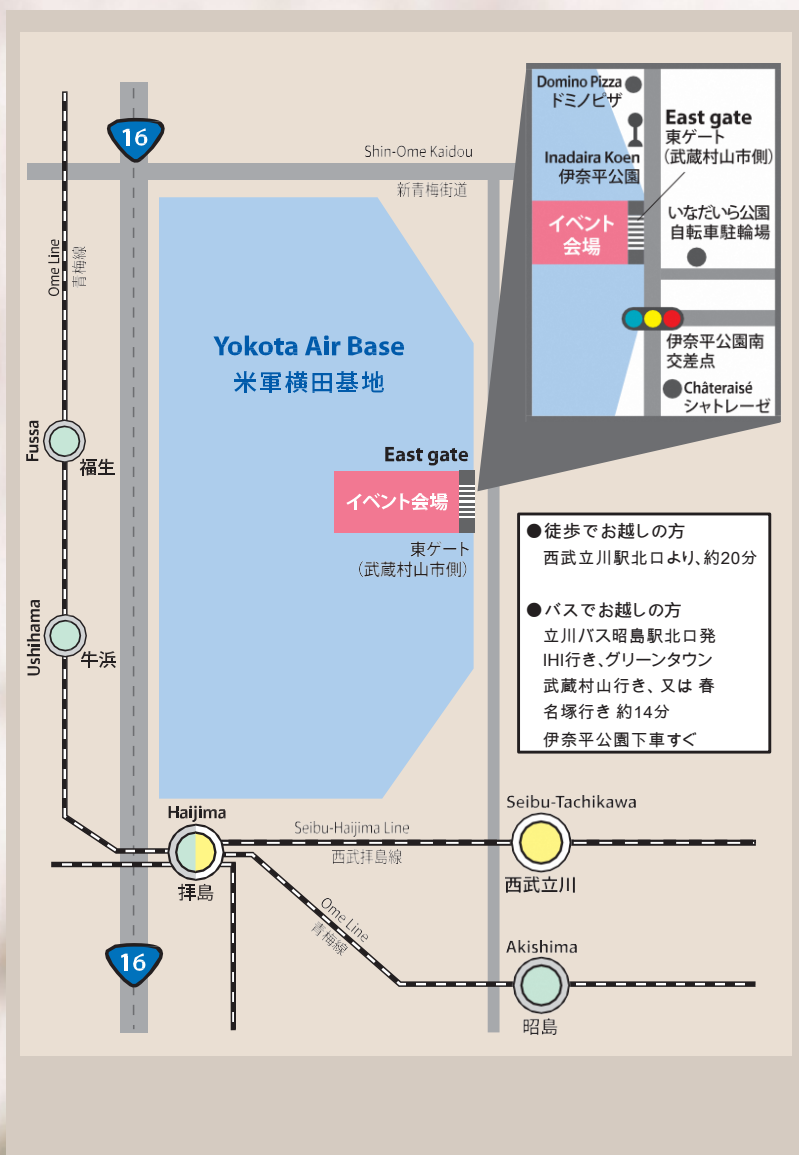 16
Shin-Ome Kaidou
新青梅街道
Ome Line
青梅線
Yokota Air Base
米軍横田基地
Fussa
福生
East gate
イベント会場
東ゲート
（武蔵村山市側）
Ushihama
牛浜
Domino Pizza
ドミノピザ
East gate
東ゲート
（武蔵村山市側）
Inadaira Koen
伊奈平公園
イベント
会場
いなだいら公園
自転車駐輪場
伊奈平公園南
交差点
Châteraisé
シャトレーゼ
●徒歩でお越しの方
西武立川駅北口より、約20分
●バスでお越しの方
立川バス昭島駅北口発
IHI行き、グリーンタウン
武蔵村山行き、又は 春
名塚行き 約14分
伊奈平公園下車すぐ
Haijima
拝島
Seibu-Haijima Line
西武拝島線
Seibu-Tachikawa
西武立川
Ome Line
青梅線
16
Akishima
昭島